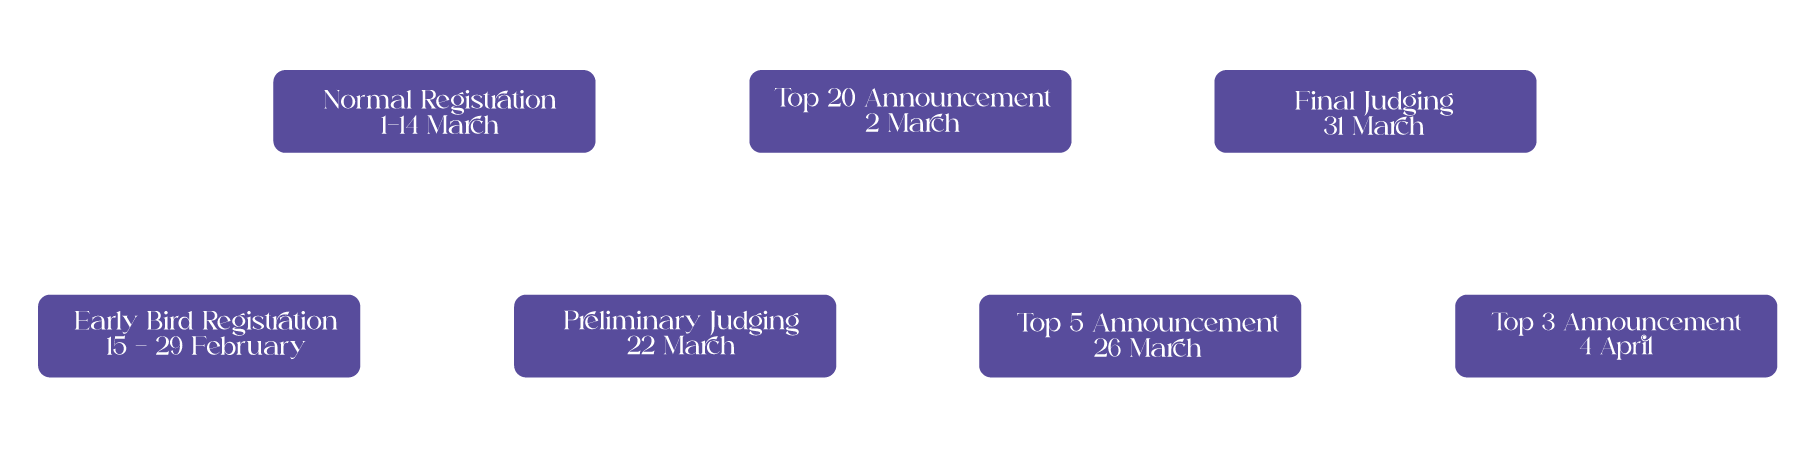 Normal Registration
1-14 March
Top 20 Announcement
2 March
Final Judging
31 March
Early Bird Registration
15 - 29 February
Preliminary Judging
22 March
Top 5 Announcement
26 March
Top 3 Announcement
4 April